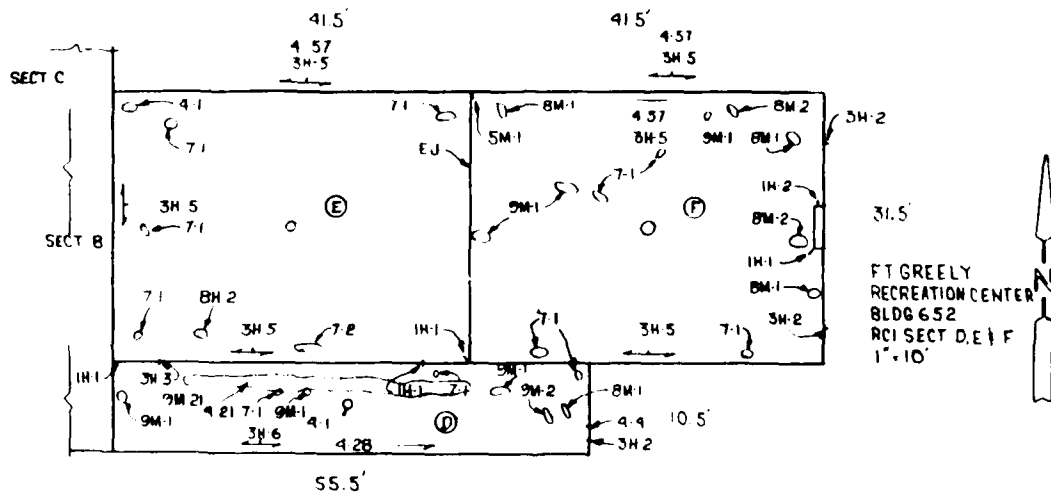 41.5'
41.5'
4.57
3H.5
4.57
3H.5
SECT C
4.1
7.1
8M.1
8M.2
3H.2
7.1
5M.1
4.37
3H.5
9M.1
8M.1
EJ
7.1
1H.2
3H.5
E
9M.1
F
8M.2
31.5'
SECT B
7.1
1H.1
8M.1
FT GREELY
RECREATION CENTER
BLDG 652
RCI SECT D,E & F
1"=10'
N
7.1
8H.2
3H.5
7.2
1H.1
7.1
3H.5
7.1
3H.2
1H.1
3H.3
9M.21
4.21
7.1
9M.1
4.1
1H.1
7.1
9M.1
9M.2
8M.1
9M.1
D
4.4
10.5'
3H.6
4.28
3H.2
55.5'